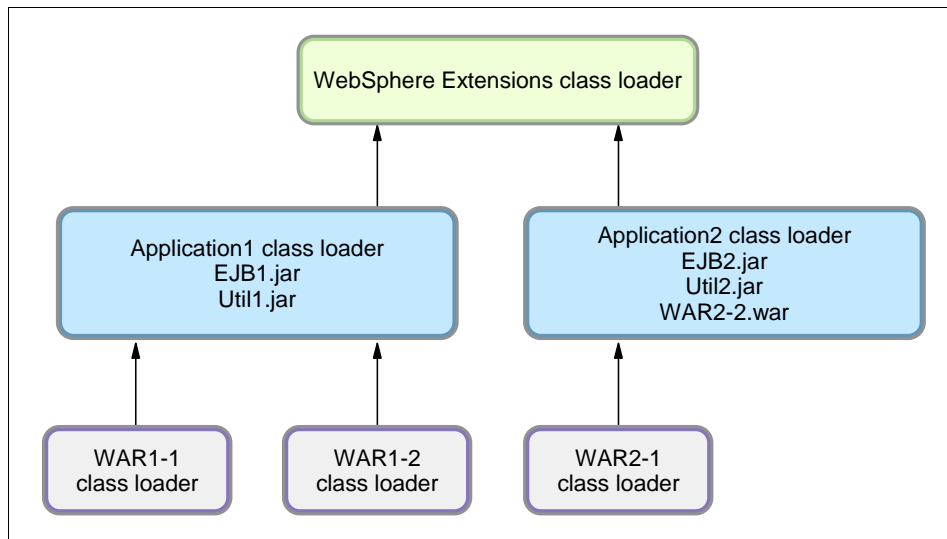 WebSphere Extensions class loader
Application1 class loader
EJB1.jar
Util1.jar
Application2 class loader
EJB2.jar
Util2.jar
WAR2-2.war
WAR1-1
class loader
WAR1-2
class loader
WAR2-1
class loader